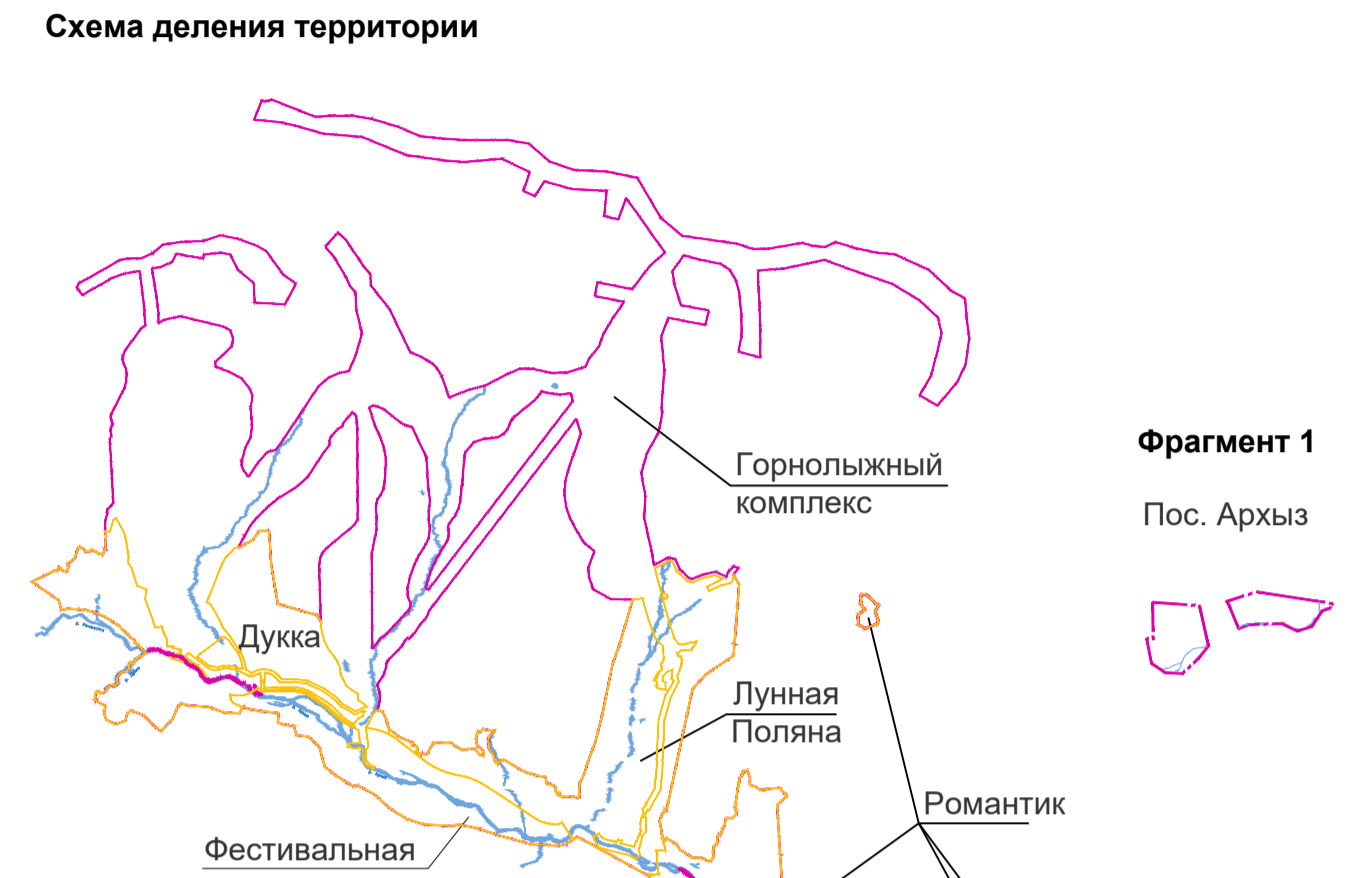 Схема деления территории
Горнолыжный
комплекс
Фрагмент 1
Пос. Архыз
Дукка
Лунная
Поляна
Романтик
Фестивальная